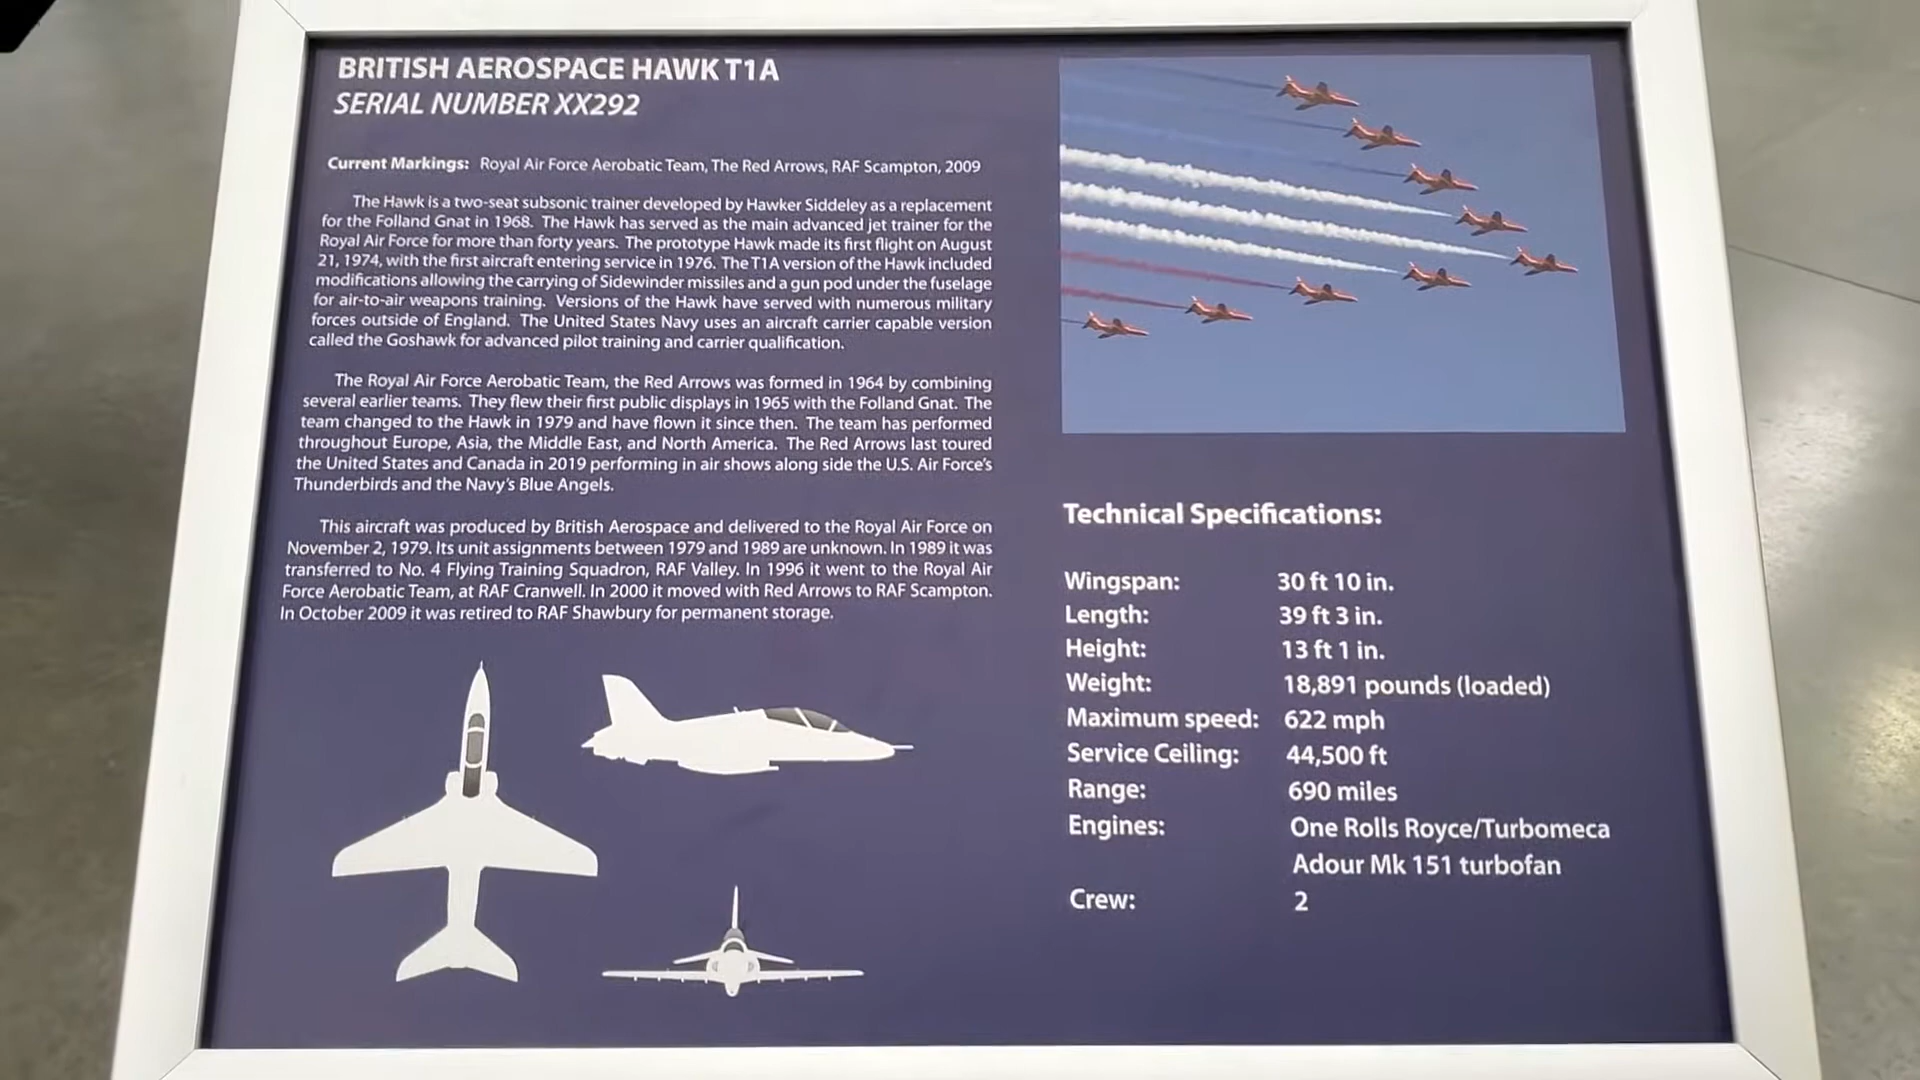 BRITISH AEROSPACE HAWK T1A
SERIAL NUMBER XX292
Current Markings: Royal Air Force Aerobatic Team, The Red Arrows, RAF Scampton, 2009
The Hawk is a two-seat subsonic trainer developed by Hawker Siddeley as a replacement
for the Folland Gnat in 1968. The Hawk has served as the main advanced jet trainer for the
Royal Air Force for more than forty years. The prototype Hawk made its first flight on August
21, 1974, with the first aircraft entering service in 1976. The T1A version of the Hawk included
modifications allowing the carrying of Sidewinder missiles and a gun pod under the fuselage
for air-to-air weapons training. Versions of the Hawk have served with numerous military
forces outside of England. The United States Navy uses an aircraft carrier capable version
called the Goshawk for advanced pilot training and carrier qualification.
The Royal Air Force Aerobatic Team, the Red Arrows was formed in 1964 by combining
several earlier teams. They flew their first public displays in 1965 with the Folland Gnat. The
team changed to the Hawk in 1979 and have flown it since then. The team has performed
throughout Europe, Asia, the Middle East, and North America. The Red Arrows last toured
the United States and Canada in 2019 performing in air shows along side the U.S. Air Force's
Thunderbirds and the Navy's Blue Angels.
This aircraft was produced by British Aerospace and delivered to the Royal Air Force on
November 2, 1979. Its unit assignments between 1979 and 1989 are unknown. In 1989 it was
transferred to No. 4 Flying Training Squadron, RAF Valley. In 1996 it went to the Royal Air
Force Aerobatic Team, at RAF Cranwell. In 2000 it moved with Red Arrows to RAF Scampton.
In October 2009 it was retired to RAF Shawbury for permanent storage.
Technical Specifications:
Wingspan: 30 ft 10 in.
Length: 39 ft 3 in.
Height: 13 ft 1 in.
Weight: 18,891 pounds (loaded)
Maximum speed: 622 mph
Service Ceiling: 44,500 ft
Range: 690 miles
Engines: One Rolls Royce/Turbomeca
Adour Mk 151 turbofan
Crew: 2